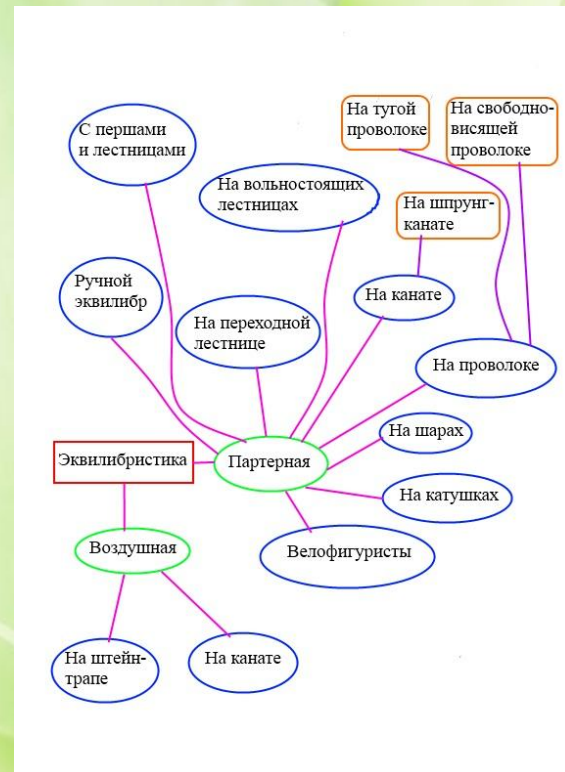 На тугой
проволоке
На свободно-
висящей
проволоке
С першами
и лестницами
На вольностоящих
лестницах
На шпрунг-
канате
Ручной
эквилибр
На канате
На переходной
лестнице
На проволоке
На шарах
Эквилибристика
Партерная
На катушках
Воздушная
Велофигуристы
На штейн-
трапе
На канате